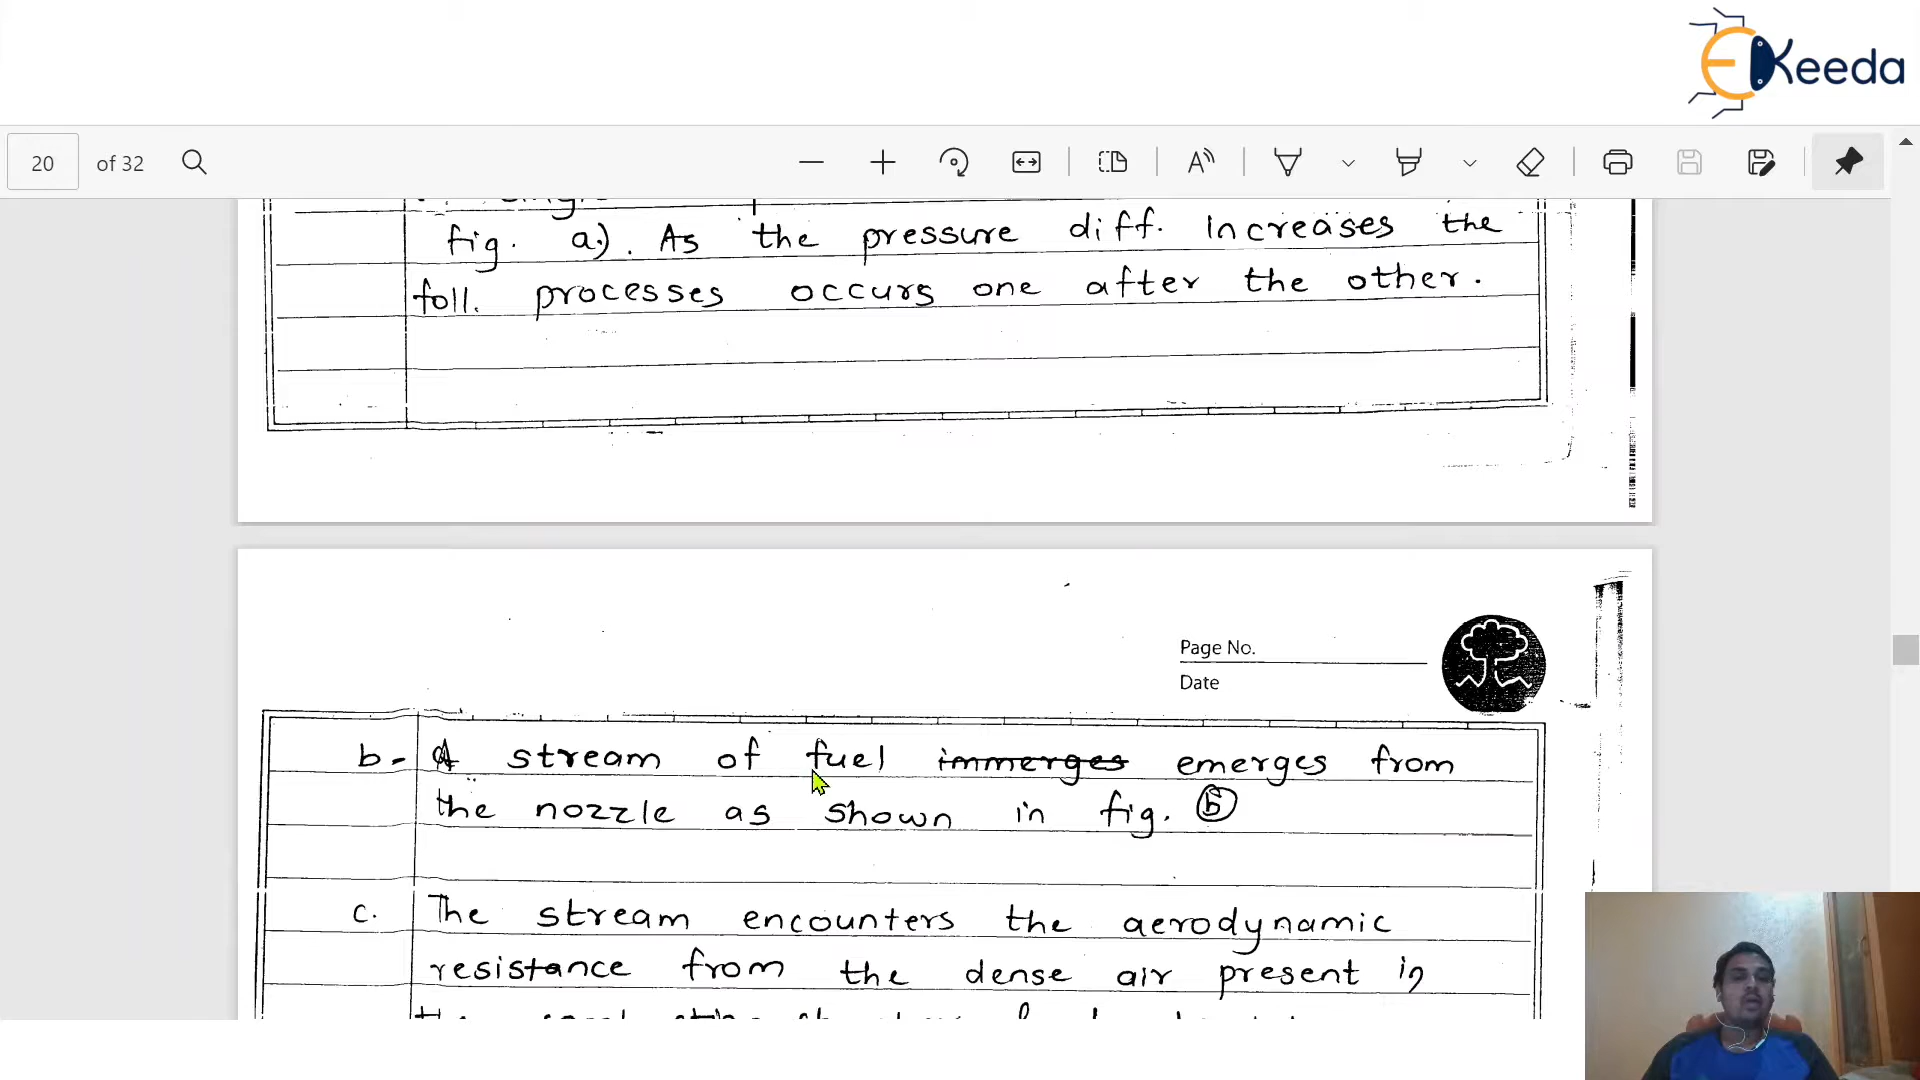 EKeeda
20 of 32
fig. a.). As the pressure diff. Increases the
foll. processes occurs one after the other.
Page No.
Date
b- A stream of fuel immerges emerges from
the nozzle as shown in fig. b
c. The stream encounters the aerodynamic
resistance from the dense air present in
the